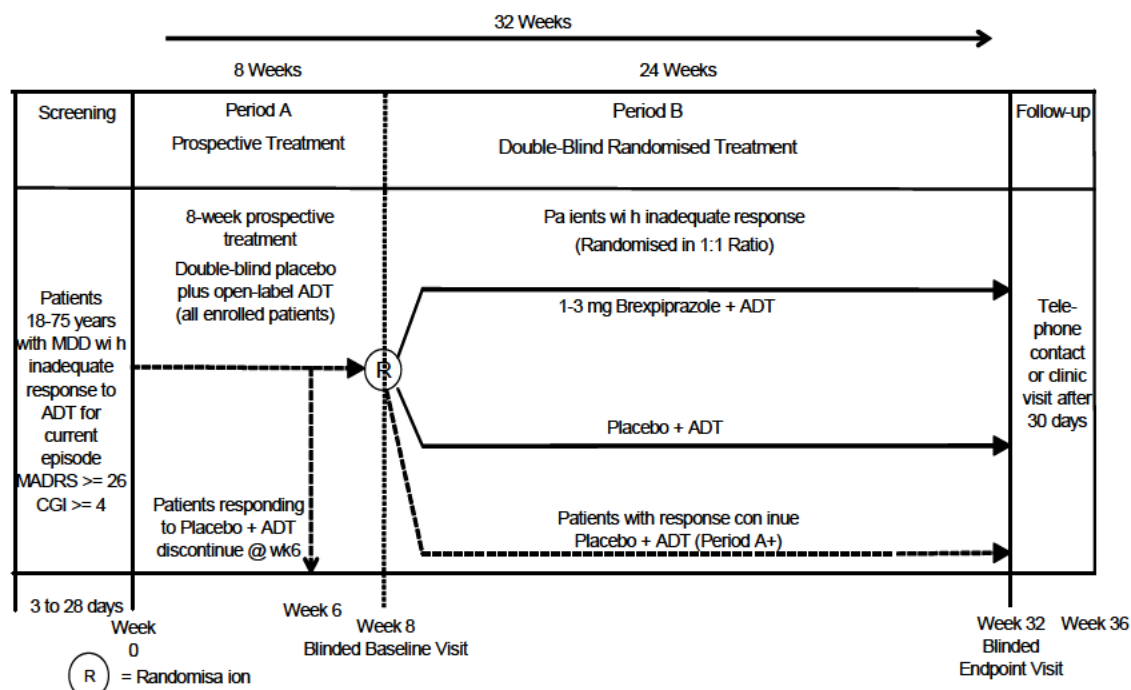 32 Weeks
8 Weeks
24 Weeks
Screening
Period A
Prospective Treatment
Period B
Double-Blind Randomised Treatment
Follow-up
Patients
18-75 years
with MDD wi h
inadequate
response to
ADT for
current
episode
MADRS >= 26
CGI >= 4
8-week prospective
treatment
Double-blind placebo
plus open-label ADT
(all enrolled patients)
Patients responding
to Placebo + ADT
discontinue @ wk6
R
Pa ients wi h inadequate response
(Randomised in 1:1 Ratio)
1-3 mg Brexpiprazole + ADT
Placebo + ADT
Patients with response con inue
Placebo + ADT (Period A+)
Tele-
phone
contact
or clinic
visit after
30 days
3 to 28 days
Week
0
Week 6
Week 8
Blinded Baseline Visit
Week 32
Blinded
Endpoint Visit
Week 36
R = Randomisa ion